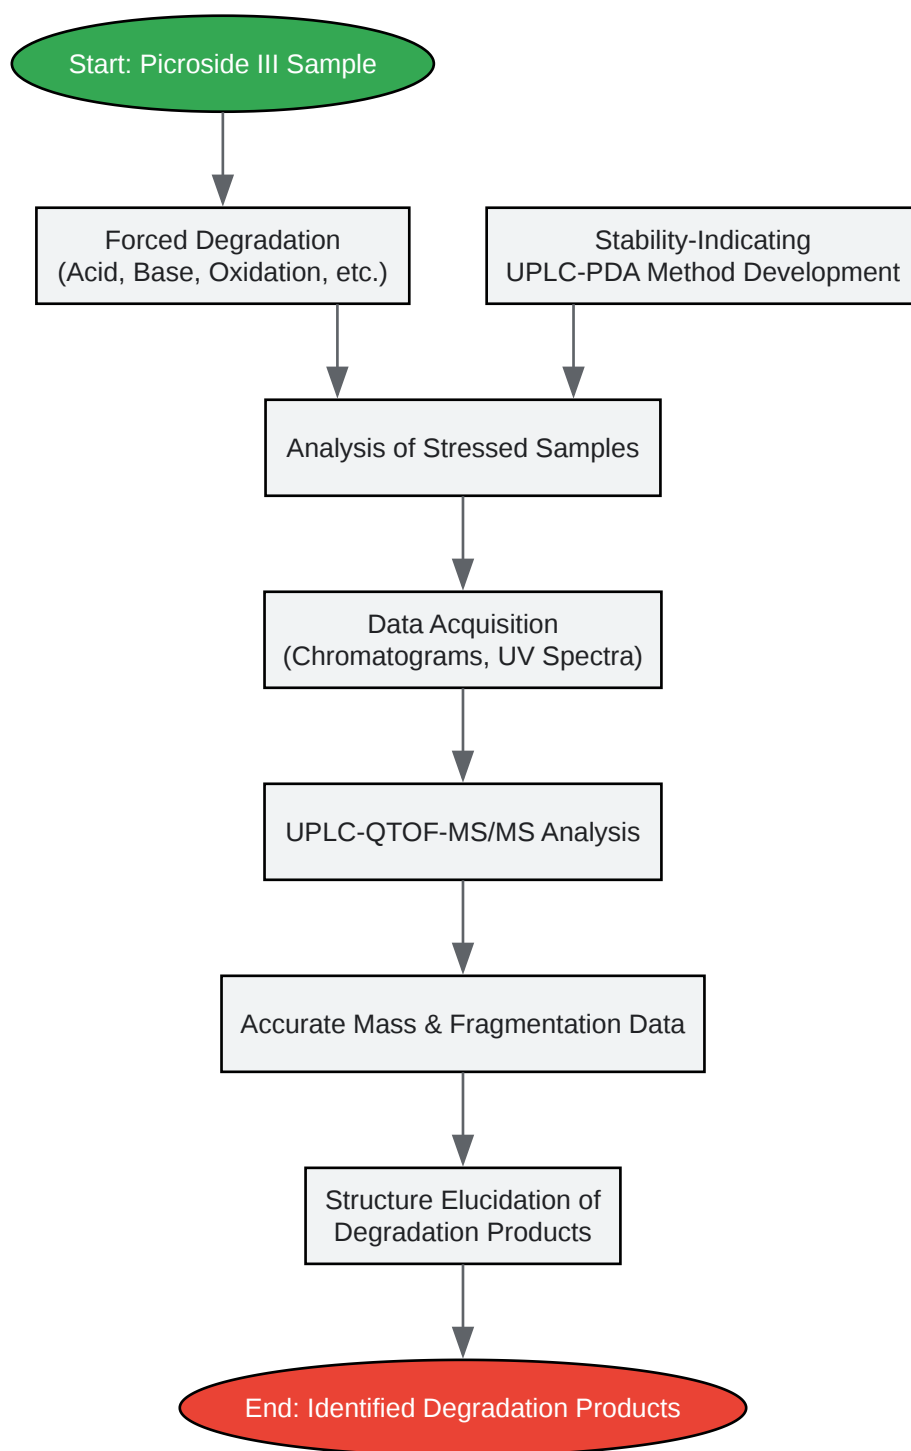 Start: Picroside III Sample
Forced Degradation
(Acid, Base, Oxidation, etc.)
Stability-Indicating
UPLC-PDA Method Development
Analysis of Stressed Samples
Data Acquisition
(Chromatograms, UV Spectra)
UPLC-QTOF-MS/MS Analysis
Accurate Mass & Fragmentation Data
Structure Elucidation of
Degradation Products
End: Identified Degradation Products